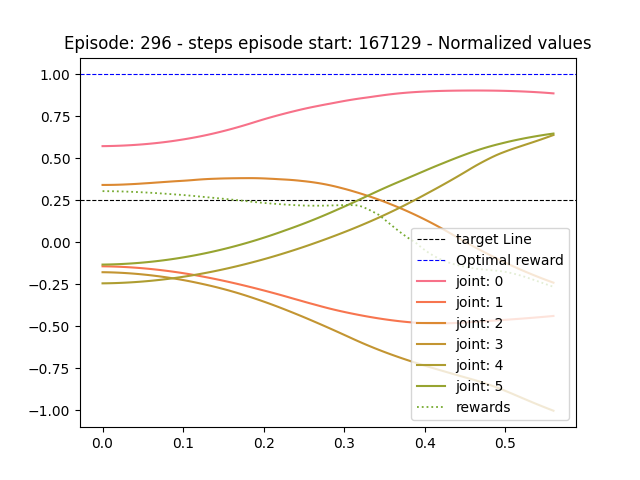 Episode: 296 - steps episode start: 167129 - Normalized values
1.00
0.75
0.50
0.25
0.00
−0.25
−0.50
−0.75
−1.00
target Line
Optimal reward
joint: 0
joint: 1
joint: 2
joint: 3
joint: 4
joint: 5
rewards
0.0 0.1 0.2 0.3 0.4 0.5